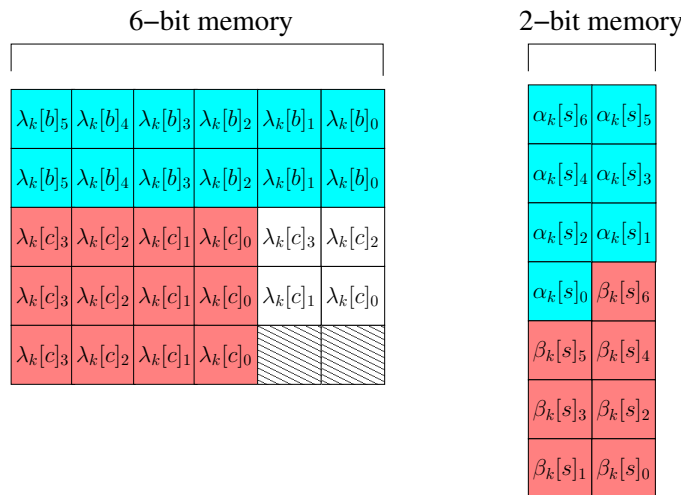 6−bit memory
2−bit memory
λₖ[b]₅ λₖ[b]₄ λₖ[b]₃ λₖ[b]₂ λₖ[b]₁ λₖ[b]₀
λₖ[b]₅ λₖ[b]₄ λₖ[b]₃ λₖ[b]₂ λₖ[b]₁ λₖ[b]₀
λₖ[c]₃ λₖ[c]₂ λₖ[c]₁ λₖ[c]₀ λₖ[c]₃ λₖ[c]₂
λₖ[c]₃ λₖ[c]₂ λₖ[c]₁ λₖ[c]₀ λₖ[c]₁ λₖ[c]₀
λₖ[c]₃ λₖ[c]₂ λₖ[c]₁ λₖ[c]₀
αₖ[s]₆ αₖ[s]₅
αₖ[s]₄ αₖ[s]₃
αₖ[s]₂ αₖ[s]₁
αₖ[s]₀ βₖ[s]₆
βₖ[s]₅ βₖ[s]₄
βₖ[s]₃ βₖ[s]₂
βₖ[s]₁ βₖ[s]₀